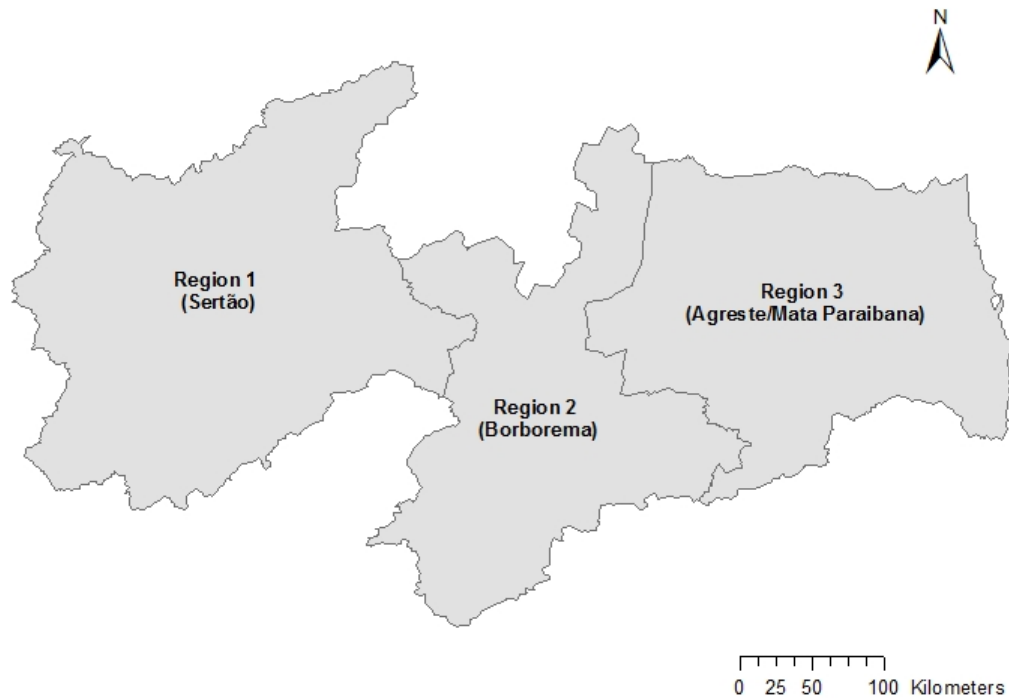 N
Region 1
(Sertão)
Region 3
(Agreste/Mata Paraibana)
Region 2
(Borborema)
0 25 50 100 Kilometers